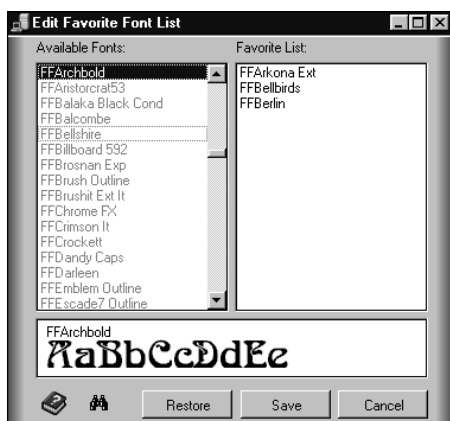 Edit Favorite Font List
Available Fonts:
Favorite List:
FFArchbold
FFAristorcrat53
FFBalaka Black Cond
FFBalcombe
FFBellshire
FFBillboard 592
FFBrosnan Exp
FFBrush Outline
FFBrushit Ext It
FFChrome FX
FFCrimson It
FFCrockett
FFDandy Caps
FFDarleen
FFEmblem Outline
FFEscade7 Outline
FFArkona Ext
FFBellbirds
FFBerlin
FFArchbold
AaBbCcDdEe
Restore
Save
Cancel